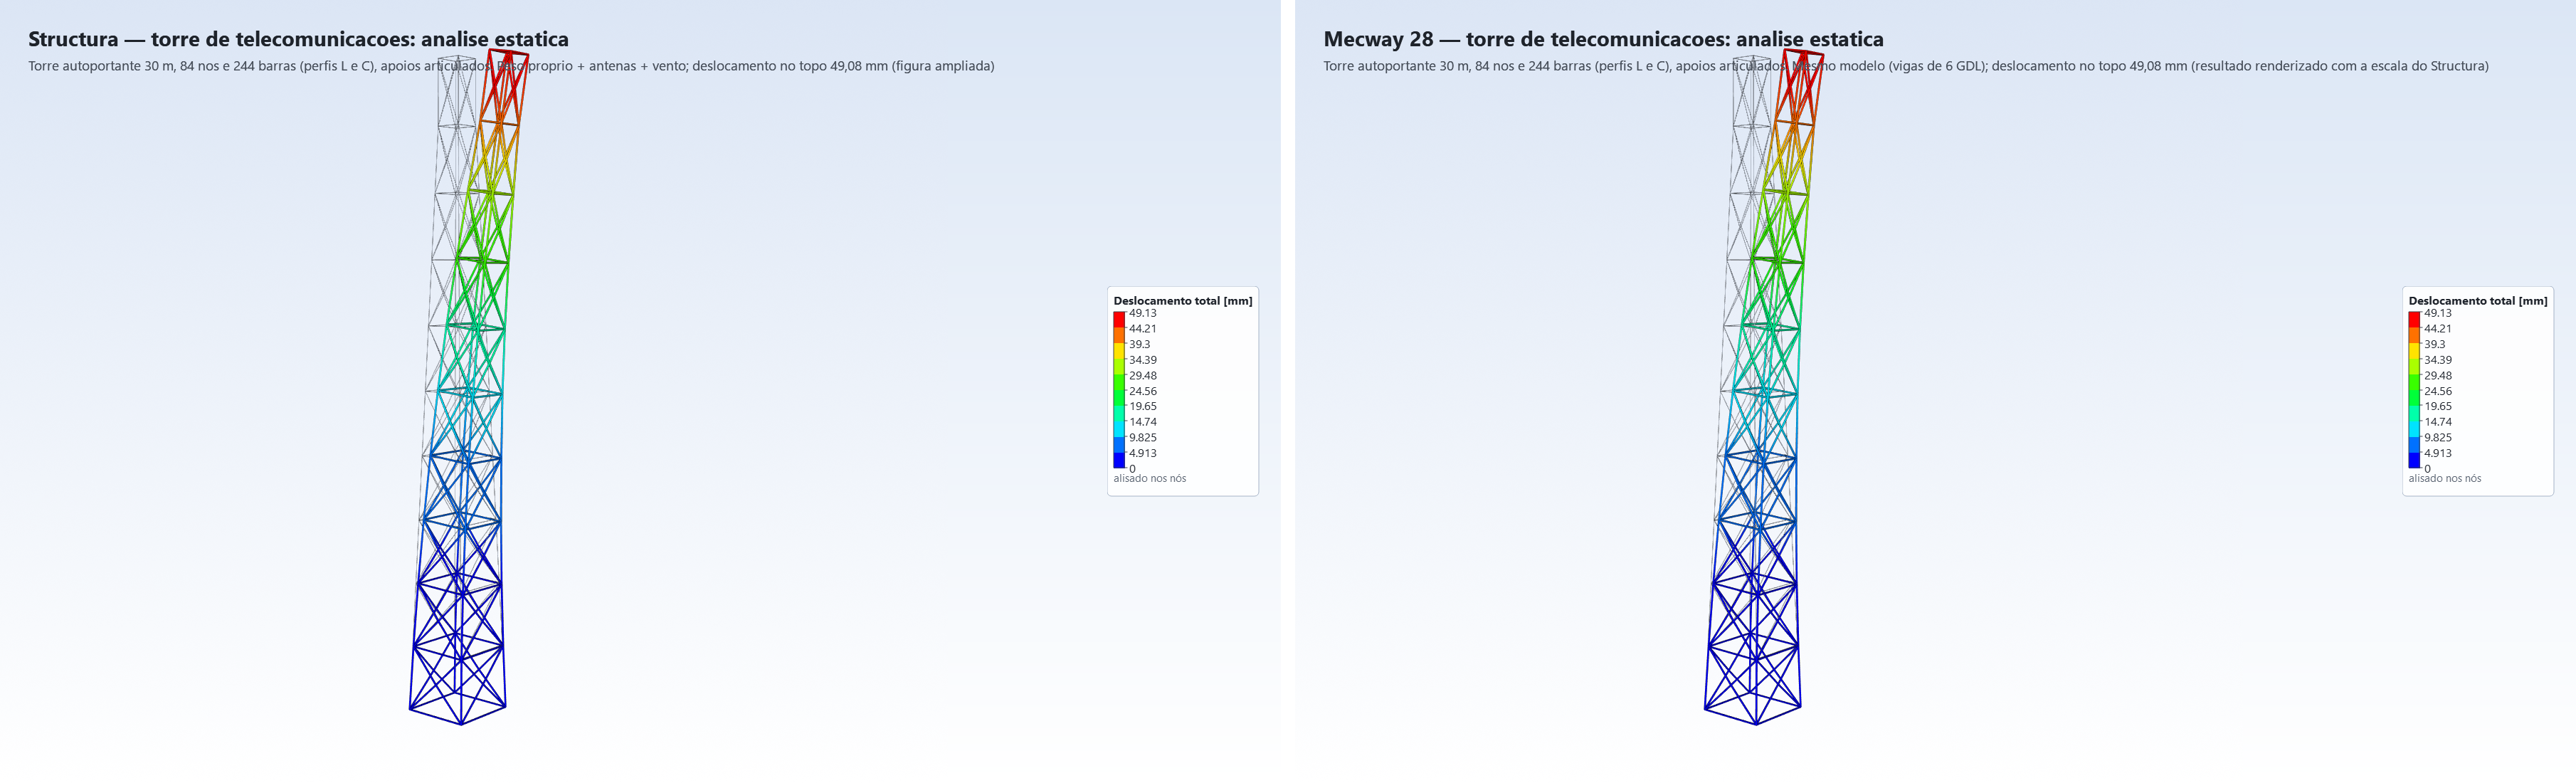 Structura — torre de telecomunicacoes: analise estatica
Torre autoportante 30 m, 84 nos e 244 barras (perfis L e C), apoios articulados. Peso proprio + antenas + vento; deslocamento no topo 49,08 mm (figura ampliada)
Deslocamento total [mm]
49.13
44.21
39.3
34.39
29.48
24.56
19.65
14.74
9.825
4.913
0
alisado nos nós
Mecway 28 — torre de telecomunicacoes: analise estatica
Torre autoportante 30 m, 84 nos e 244 barras (perfis L e C), apoios articulados. Mesmo modelo (vigas de 6 GDL); deslocamento no topo 49,08 mm (resultado renderizado com a escala do Structura)
Deslocamento total [mm]
49.13
44.21
39.3
34.39
29.48
24.56
19.65
14.74
9.825
4.913
0
alisado nos nós